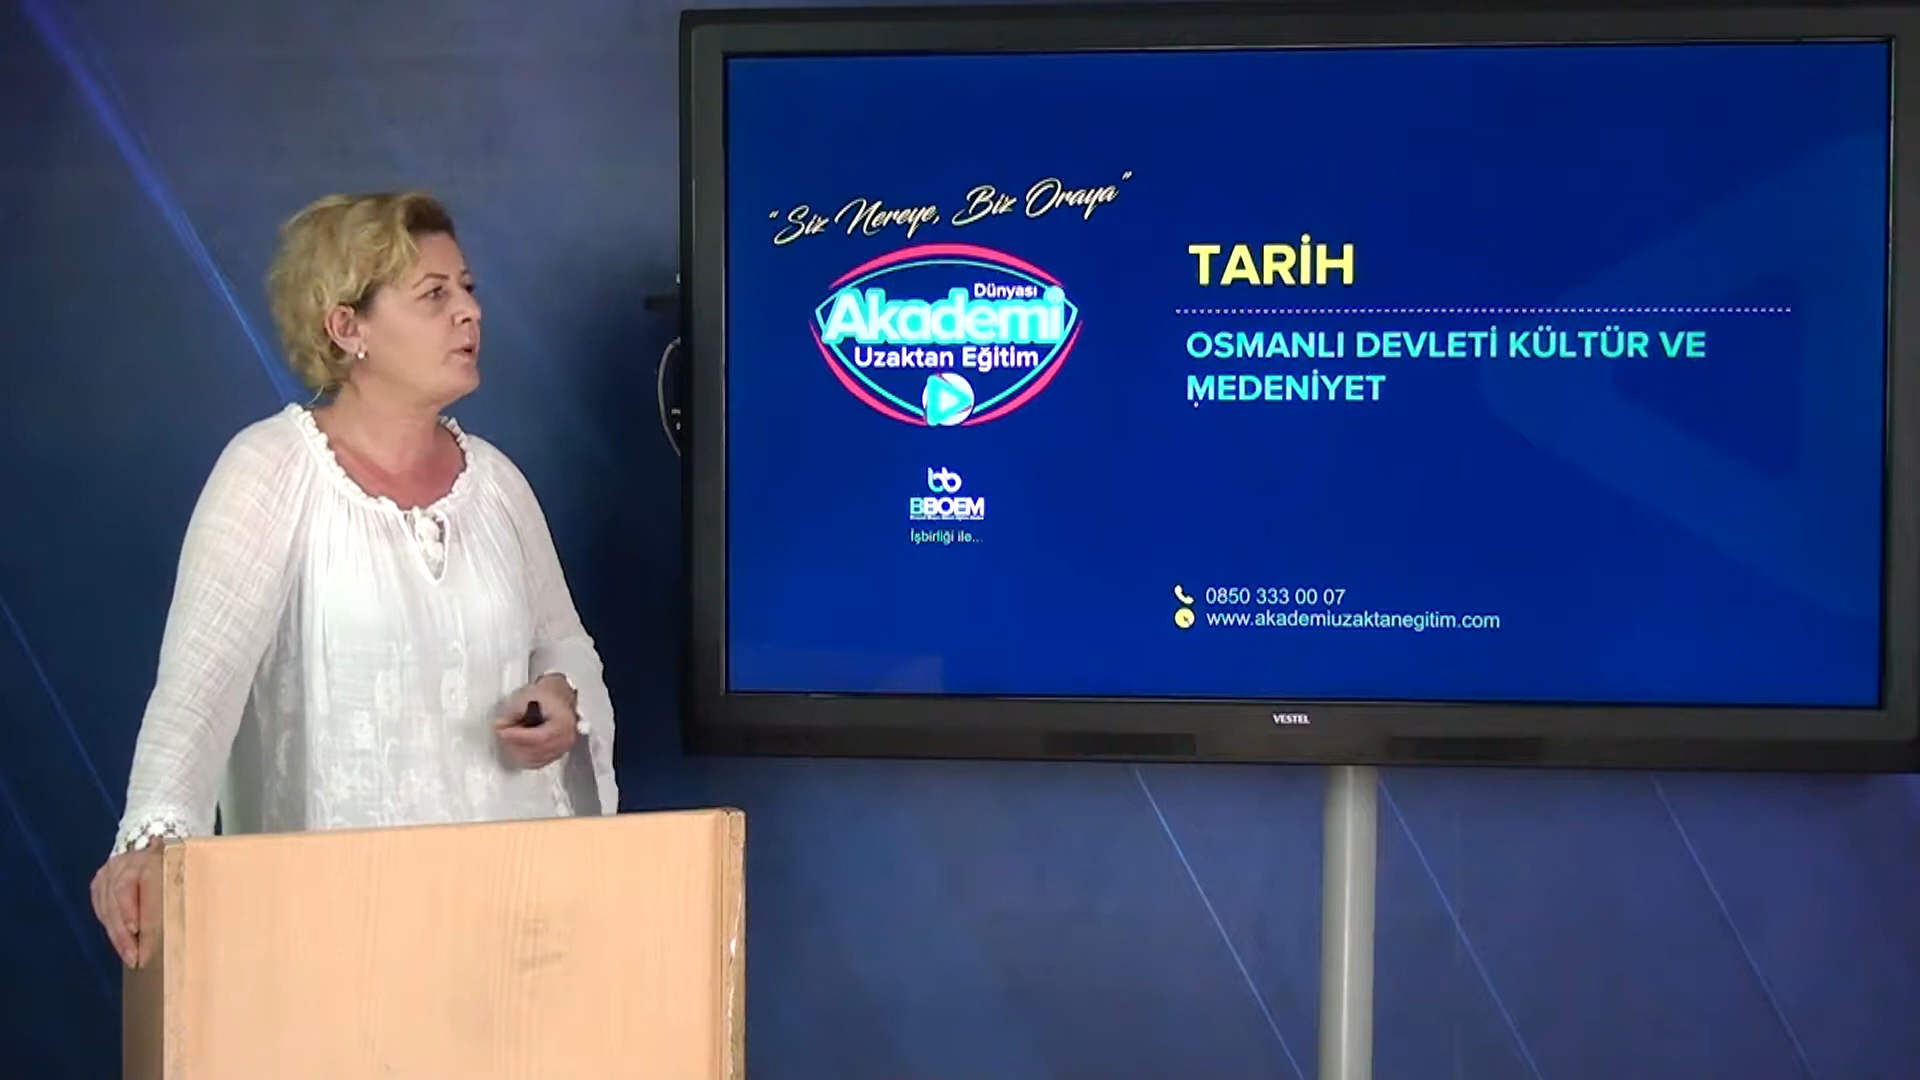 “Siz Nereye, Biz Oraya”
Dünyası
Akademi
Uzaktan Eğitim
BBOEM
İşbirliği ile...
TARİH
OSMANLI DEVLETİ KÜLTÜR VE
MEDENİYET
0850 333 00 07
www.akademiuzaktanegitim.com
VESTEL